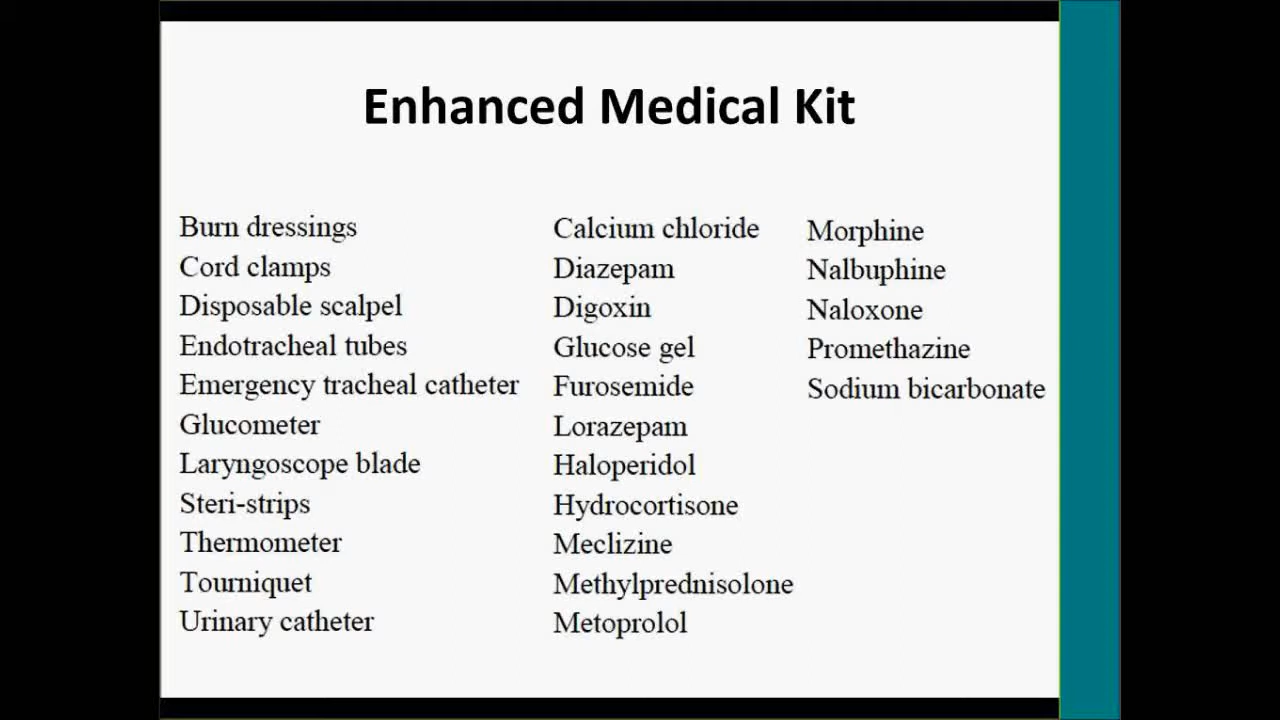 Enhanced Medical Kit
Burn dressings
Cord clamps
Disposable scalpel
Endotracheal tubes
Emergency tracheal catheter
Glucometer
Laryngoscope blade
Steri-strips
Thermometer
Tourniquet
Urinary catheter
Calcium chloride
Diazepam
Digoxin
Glucose gel
Furosemide
Lorazepam
Haloperidol
Hydrocortisone
Meclizine
Methylprednisolone
Metoprolol
Morphine
Nalbuphine
Naloxone
Promethazine
Sodium bicarbonate